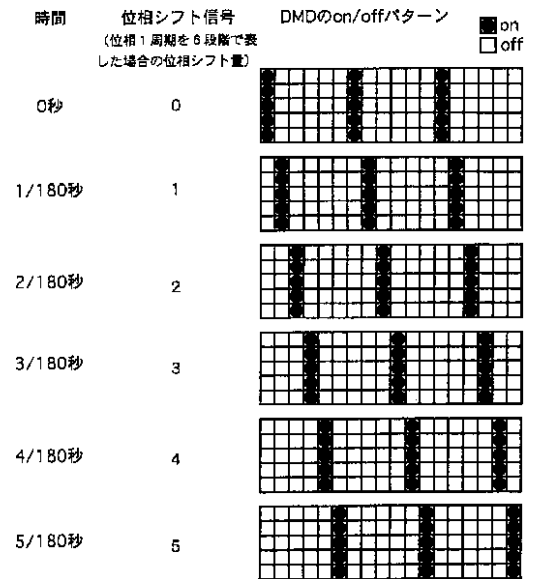 時間
位相シフト信号
(位相1周期を6段階で表
した場合の位相シフト量)
DMDのon/offパターン
on
off
0秒
0
1/180秒
1
2/180秒
2
3/180秒
3
4/180秒
4
5/180秒
5